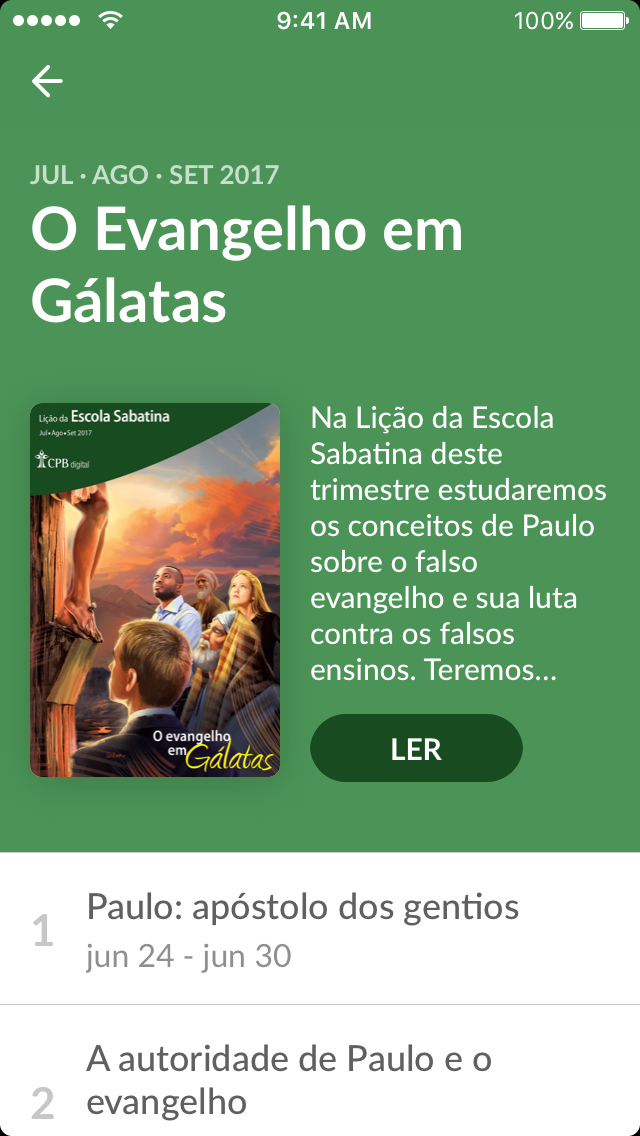 9:41 AM
100%
JUL · AGO · SET 2017
O Evangelho em
Gálatas
Lição da Escola Sabatina
Jul•Ago•Set 2017
CPB digital
O evangelho
em Gálatas
Na Lição da Escola
Sabatina deste
trimestre estudaremos
os conceitos de Paulo
sobre o falso
evangelho e sua luta
contra os falsos
ensinos. Teremos...
LER
1
Paulo: apóstolo dos gentios
jun 24 - jun 30
2
A autoridade de Paulo e o
evangelho